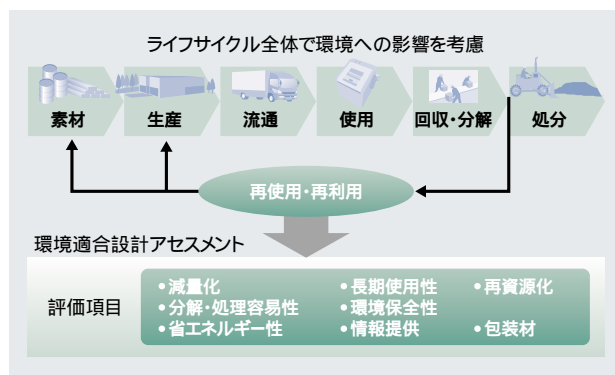 ライフサイクル全体で環境への影響を考慮
素材 生産 流通 使用 回収・分解 処分
再使用・再利用
環境適合設計アセスメント
評価項目
•減量化 •長期使用性 •再資源化
•分解・処理容易性 •環境保全性
•省エネルギー性 •情報提供 •包装材